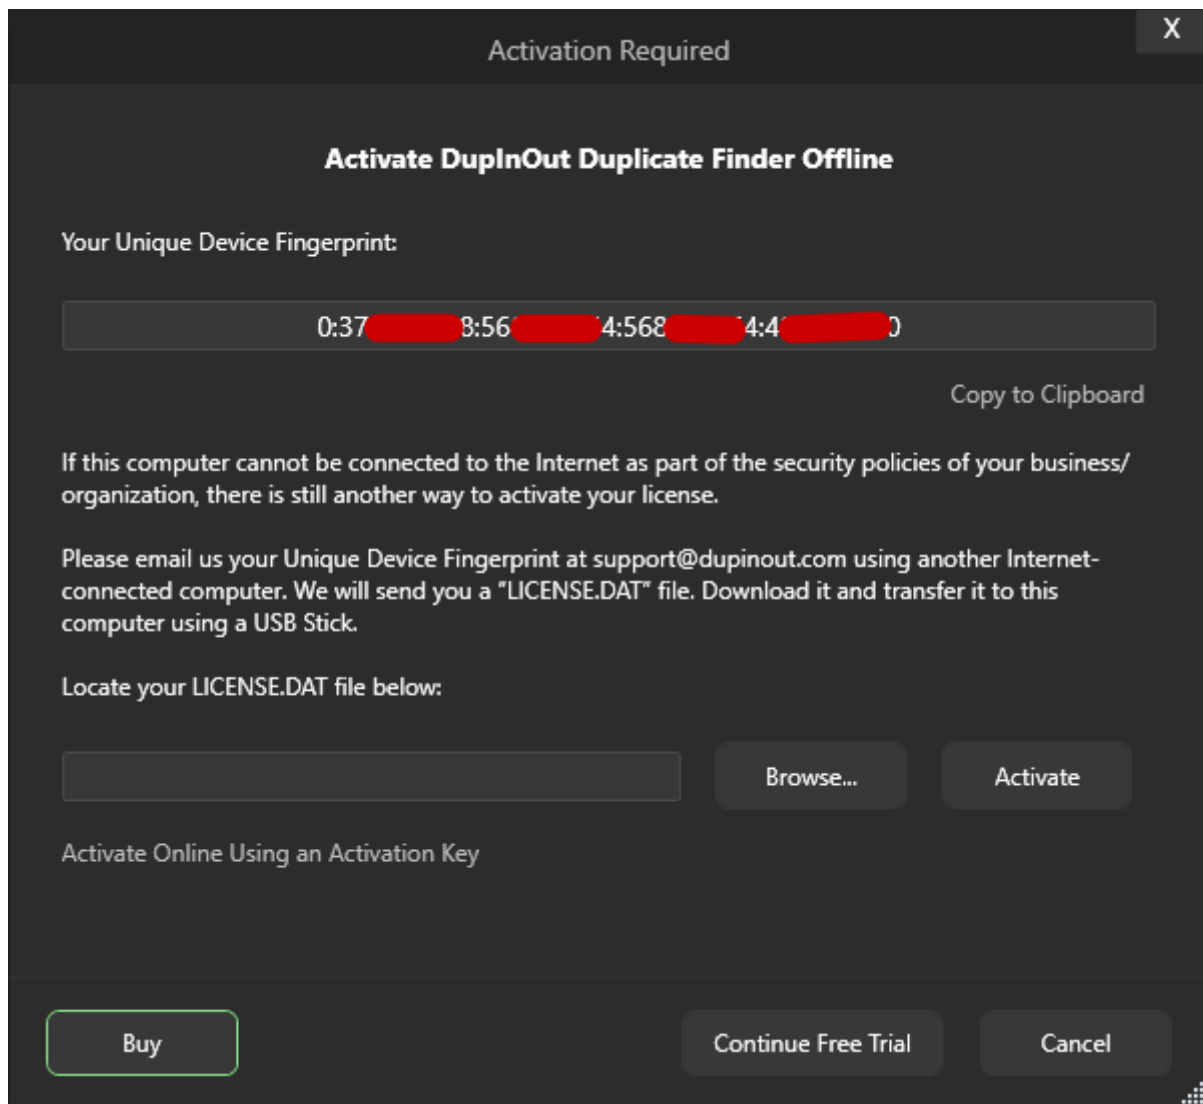 X
Activation Required
Activate DupInOut Duplicate Finder Offline
Your Unique Device Fingerprint:
0:37 8:56 4:568 4:4 0
Copy to Clipboard
If this computer cannot be connected to the Internet as part of the security policies of your business/
organization, there is still another way to activate your license.
Please email us your Unique Device Fingerprint at support@dupinout.com using another Internet-
connected computer. We will send you a “LICENSE.DAT” file. Download it and transfer it to this
computer using a USB Stick.
Locate your LICENSE.DAT file below:
Browse... Activate
Activate Online Using an Activation Key
Buy Continue Free Trial Cancel